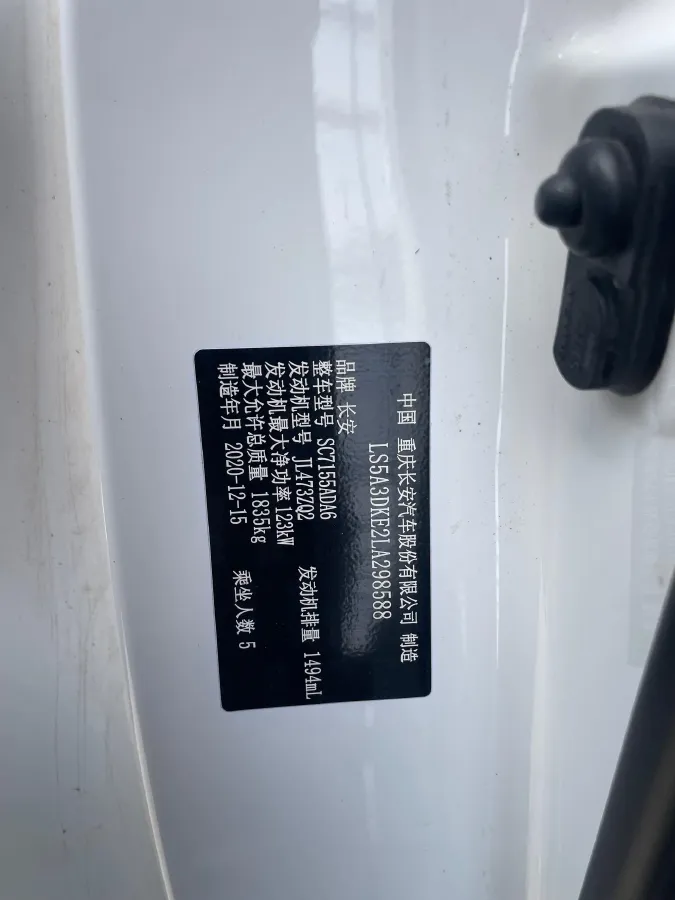 中国 重庆长安汽车股份有限公司 制造
LS5A3DKE2LA298588
品牌 长安
整车型号 SC7155ADA6
发动机型号 JL473ZQ2 发动机排量 1494mL
发动机最大净功率 123kW
最大允许总质量 1835kg
制造年月 2020-12-15 乘坐人数 5